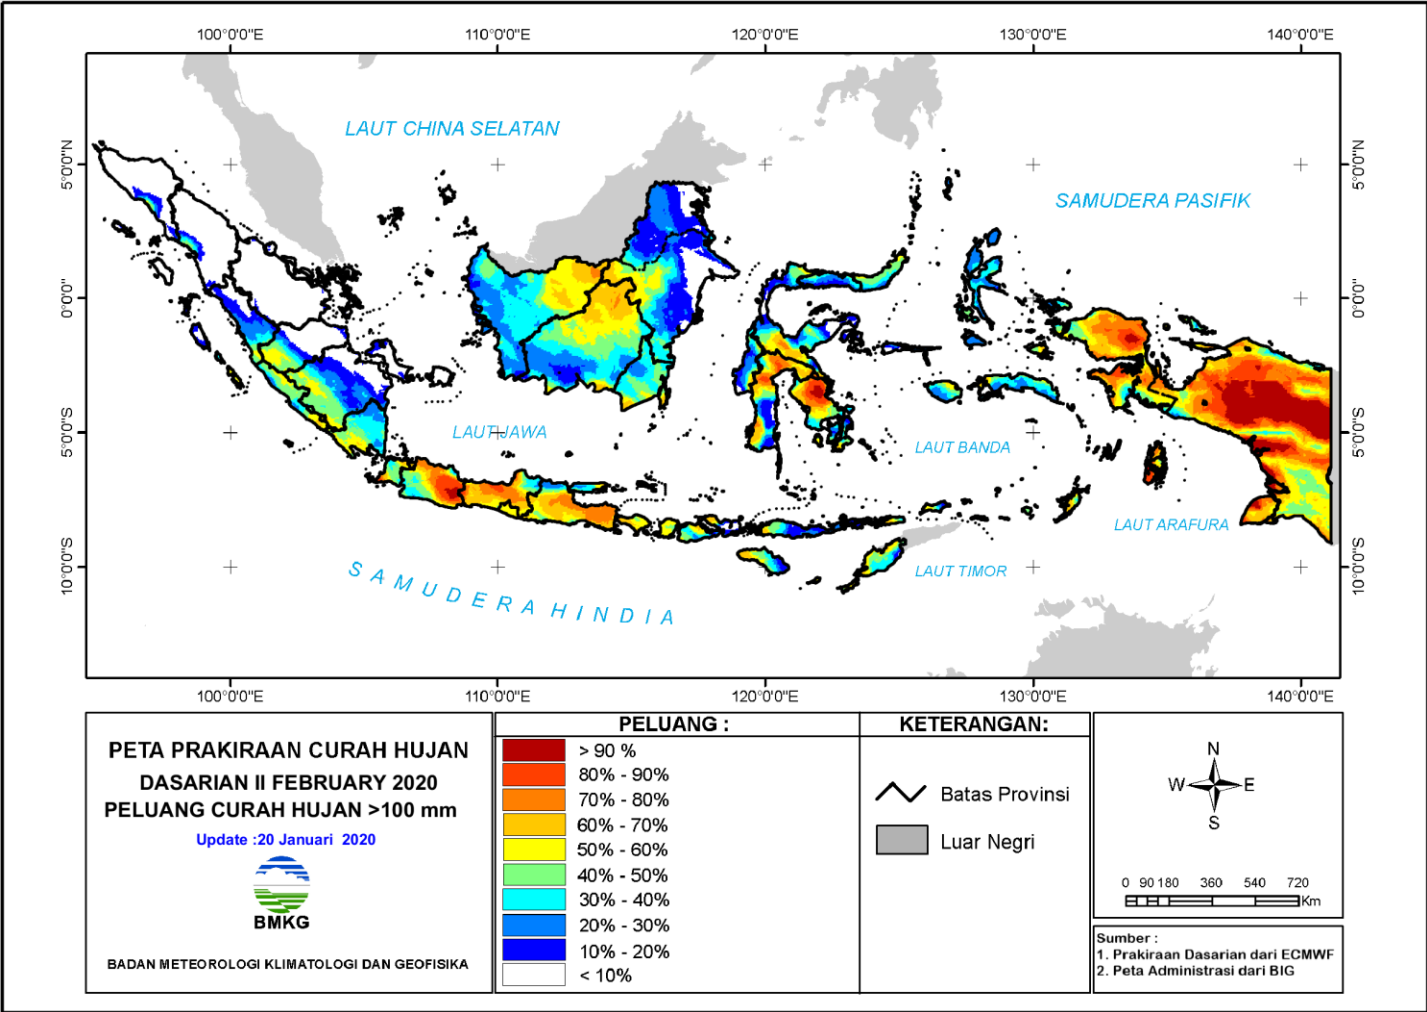 100°0'0"E 110°0'0"E 120°0'0"E 130°0'0"E 140°0'0"E
5°0'0"N
0°0'0"
5°0'0"S
10°0'0"S
LAUT CHINA SELATAN
SAMUDERA PASIFIK
LAUT JAWA
LAUT BANDA
LAUT ARAFURA
LAUT TIMOR
SAMUDERA HINDIA
5°0'0"N
0°0'0"
5°0'0"S
10°0'0"S
100°0'0"E 110°0'0"E 120°0'0"E 130°0'0"E 140°0'0"E
PETA PRAKIRAAN CURAH HUJAN
DASARIAN II FEBRUARY 2020
PELUANG CURAH HUJAN >100 mm
Update :20 Januari 2020
BMKG
BADAN METEOROLOGI KLIMATOLOGI DAN GEOFISIKA
PELUANG :
> 90 %
80% - 90%
70% - 80%
60% - 70%
50% - 60%
40% - 50%
30% - 40%
20% - 30%
10% - 20%
< 10%
KETERANGAN:
Batas Provinsi
Luar Negri
N
W E
S
0 90 180 360 540 720
Km
Sumber :
1. Prakiraan Dasarian dari ECMWF
2. Peta Administrasi dari BIG